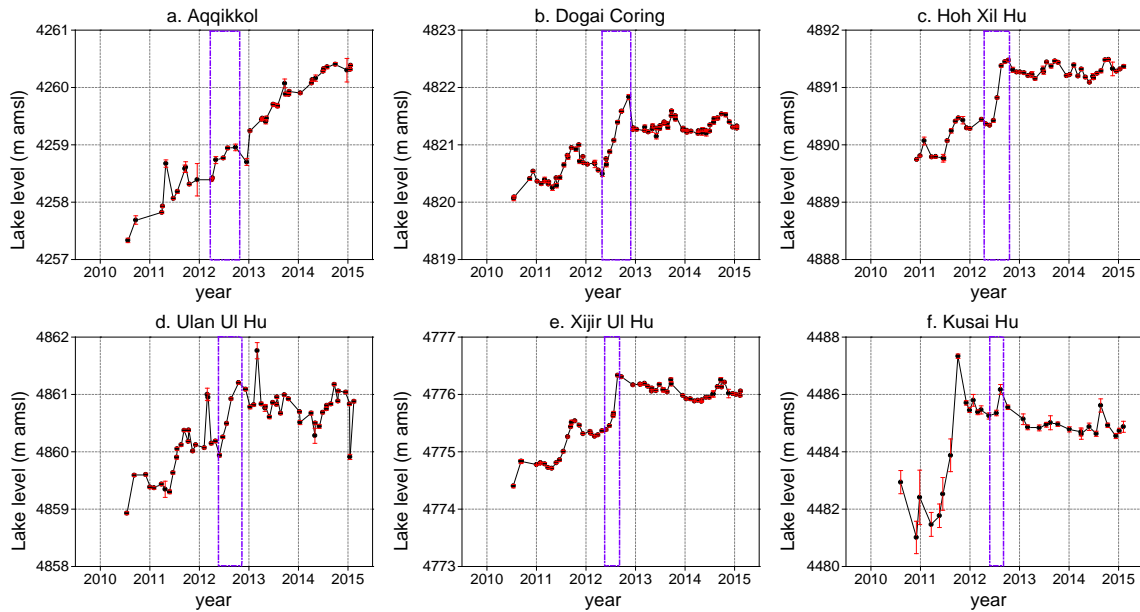 a. Aqqikkol
b. Dogai Coring
c. Hoh Xil Hu
4261
4260
4259
4258
4257
Lake level (m amsl)
2010 2011 2012 2013 2014 2015
year
4823
4822
4821
4820
4819
Lake level (m amsl)
2010 2011 2012 2013 2014 2015
year
4892
4891
4890
4889
4888
Lake level (m amsl)
2010 2011 2012 2013 2014 2015
year
d. Ulan Ul Hu
e. Xijir Ul Hu
f. Kusai Hu
4862
4861
4860
4859
4858
Lake level (m amsl)
2010 2011 2012 2013 2014 2015
year
4777
4776
4775
4774
4773
Lake level (m amsl)
2010 2011 2012 2013 2014 2015
year
4488
4486
4484
4482
4480
Lake level (m amsl)
2010 2011 2012 2013 2014 2015
year